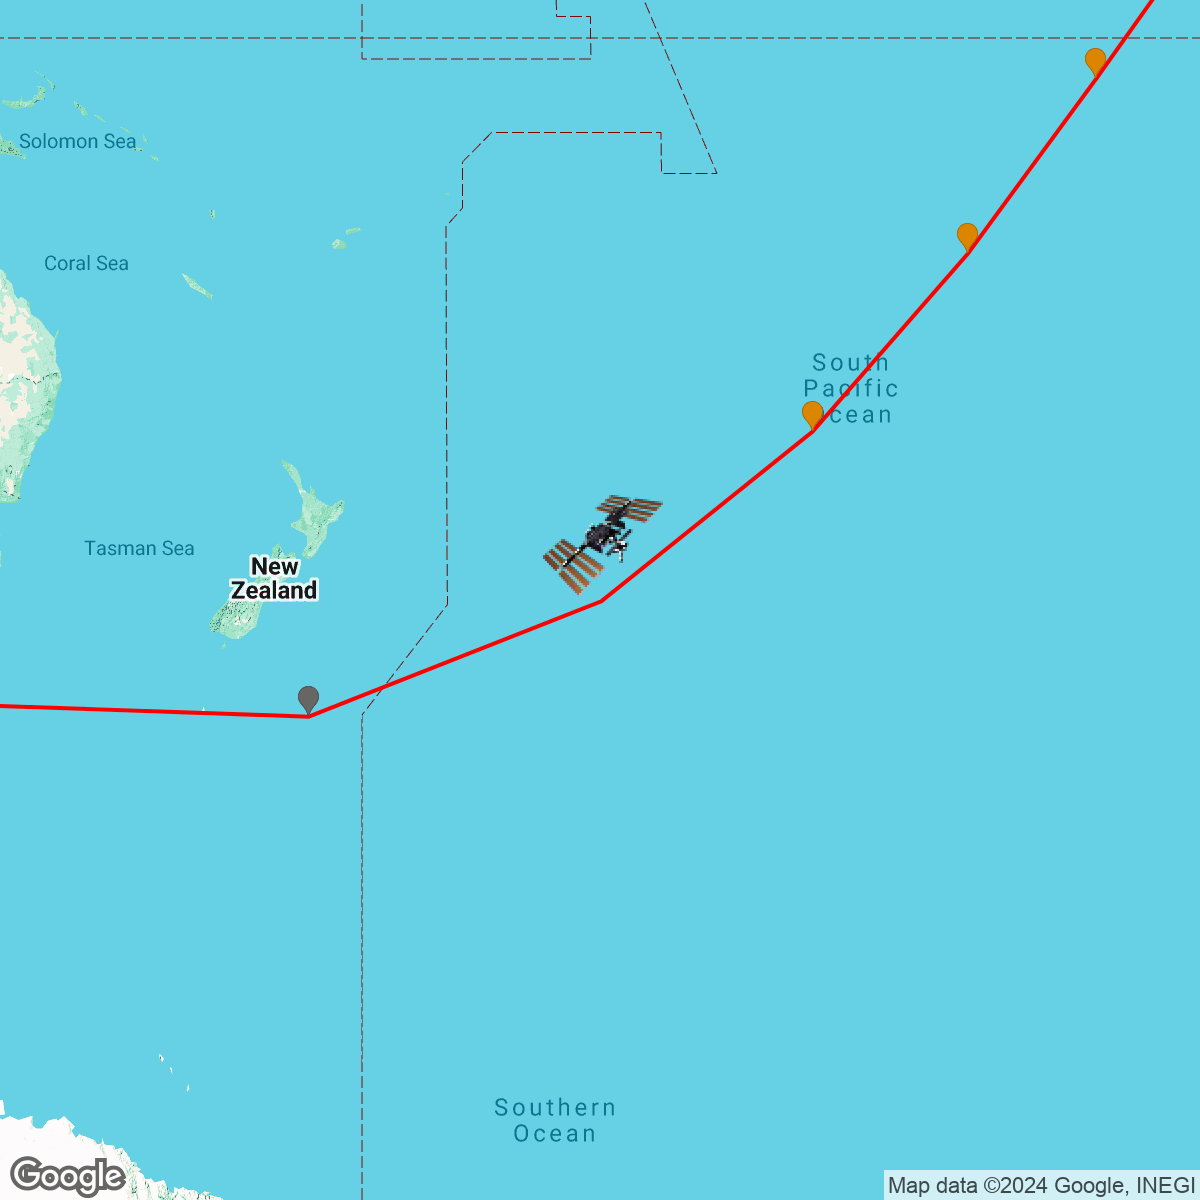 Solomon Sea
Coral Sea
South
Pacific
Ocean
Tasman Sea
New
Zealand
Southern
Ocean
Google
Map data ©2024 Google, INEGI